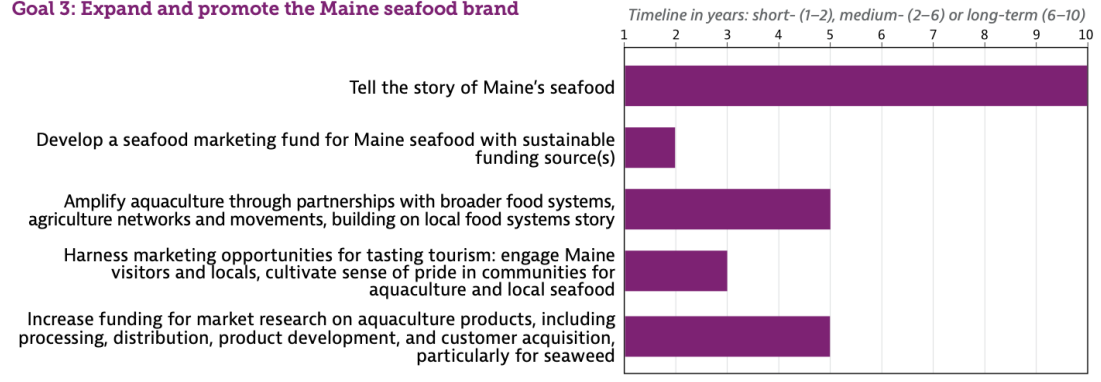 Goal 3: Expand and promote the Maine seafood brand
Timeline in years: short- (1–2), medium- (2–6) or long-term (6–10)
1 2 3 4 5 6 7 8 9 10
Tell the story of Maine’s seafood
Develop a seafood marketing fund for Maine seafood with sustainable
funding source(s)
Amplify aquaculture through partnerships with broader food systems,
agriculture networks and movements, building on local food systems story
Harness marketing opportunities for tasting tourism: engage Maine
visitors and locals, cultivate sense of pride in communities for
aquaculture and local seafood
Increase funding for market research on aquaculture products, including
processing, distribution, product development, and customer acquisition,
particularly for seaweed